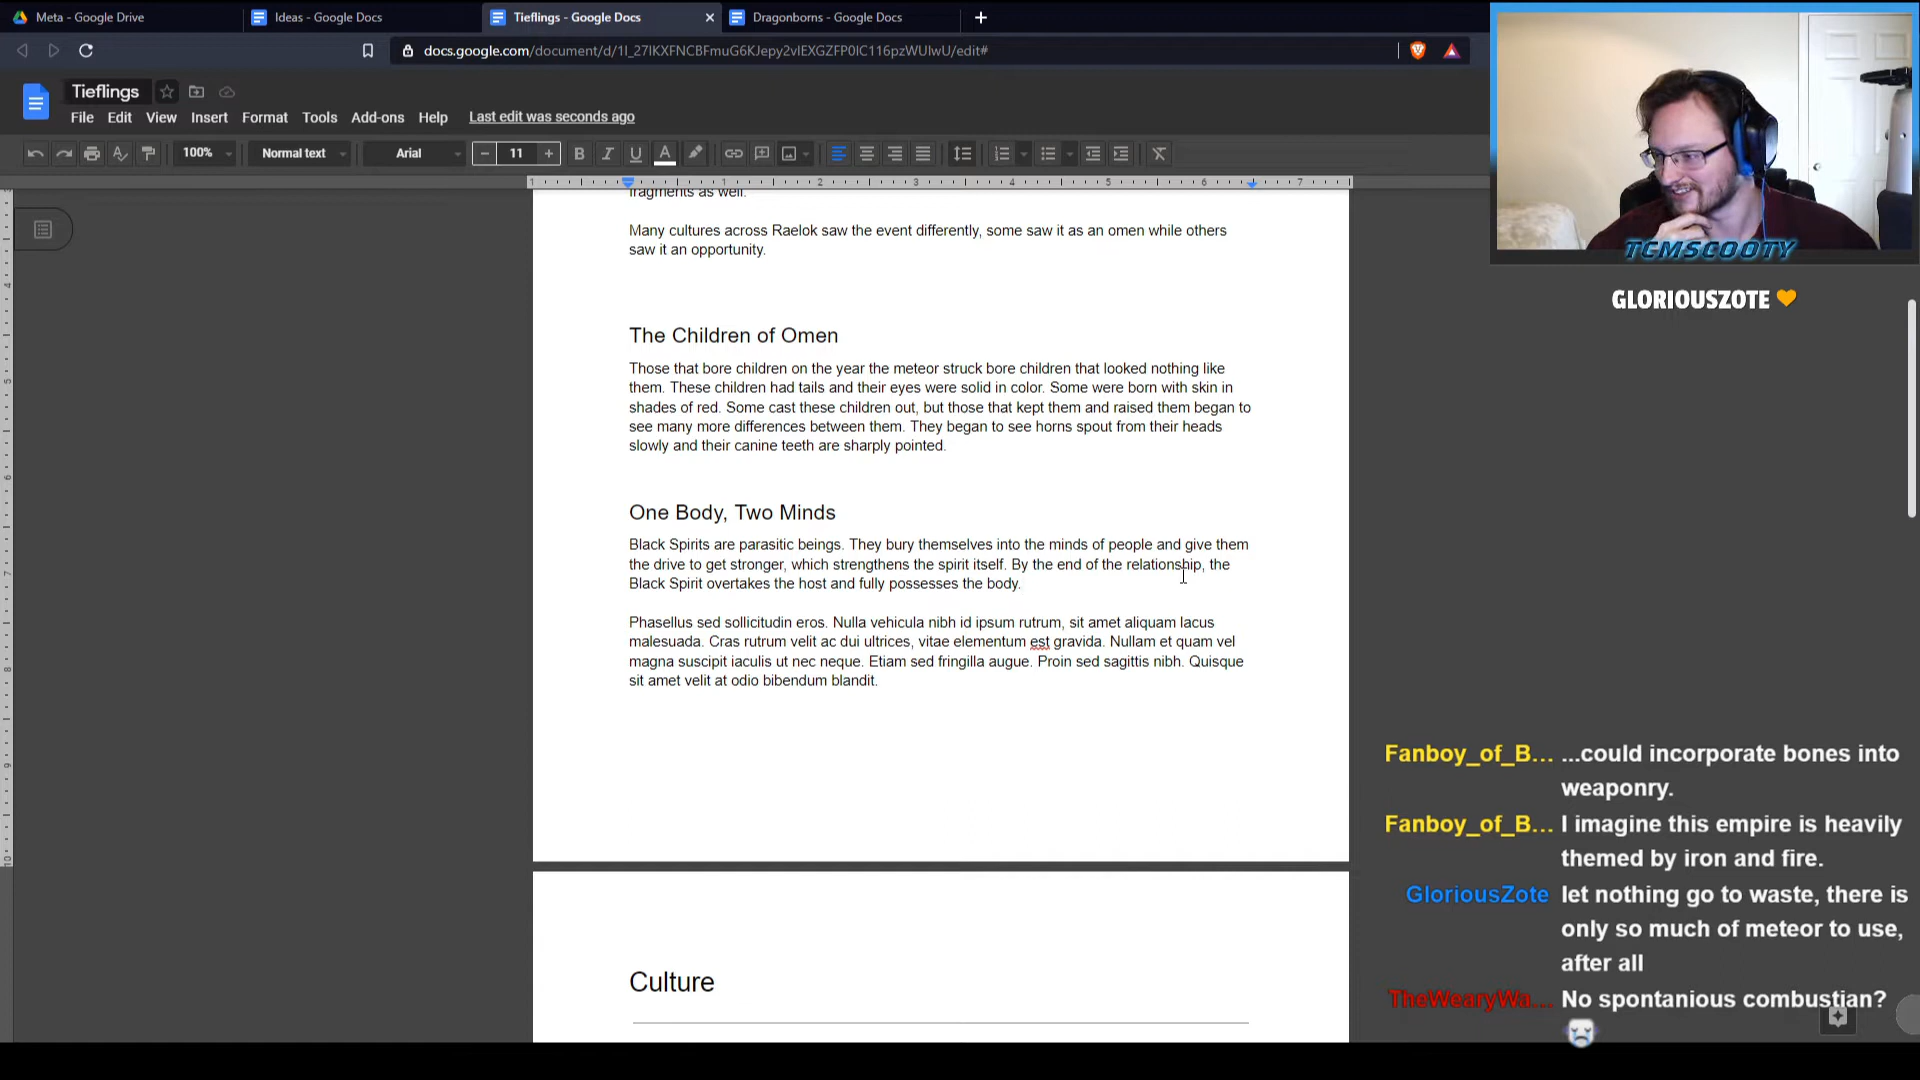 Meta - Google Drive
Ideas - Google Docs
Tieflings - Google Docs
Dragonborns - Google Docs
docs.google.com/document/d/1I_27IKXFNCBFmuG6KJepy2vIEXGZFP0IC116pzWUIwU/edit#
Tieflings
File Edit View Insert Format Tools Add-ons Help Last edit was seconds ago
100% Normal text Arial 11
1 1 2 3 4 5 6 7
fragments as well.
Many cultures across Raelok saw the event differently, some saw it as an omen while others
saw it an opportunity.
The Children of Omen
Those that bore children on the year the meteor struck bore children that looked nothing like
them. These children had tails and their eyes were solid in color. Some were born with skin in
shades of red. Some cast these children out, but those that kept them and raised them began to
see many more differences between them. They began to see horns spout from their heads
slowly and their canine teeth are sharply pointed.
One Body, Two Minds
Black Spirits are parasitic beings. They bury themselves into the minds of people and give them
the drive to get stronger, which strengthens the spirit itself. By the end of the relationship, the
Black Spirit overtakes the host and fully possesses the body.
Phasellus sed sollicitudin eros. Nulla vehicula nibh id ipsum rutrum, sit amet aliquam lacus
malesuada. Cras rutrum velit ac dui ultrices, vitae elementum est gravida. Nullam et quam vel
magna suscipit iaculis ut nec neque. Etiam sed fringilla augue. Proin sed sagittis nibh. Quisque
sit amet velit at odio bibendum blandit.
Culture
TCMSCOOTY
GLORIOUSZOTE
Fanboy_of_B... ...could incorporate bones into
weaponry.
Fanboy_of_B... I imagine this empire is heavily
themed by iron and fire.
GloriousZote let nothing go to waste, there is
only so much of meteor to use,
after all
TheWearyWa... No spontanious combustian?